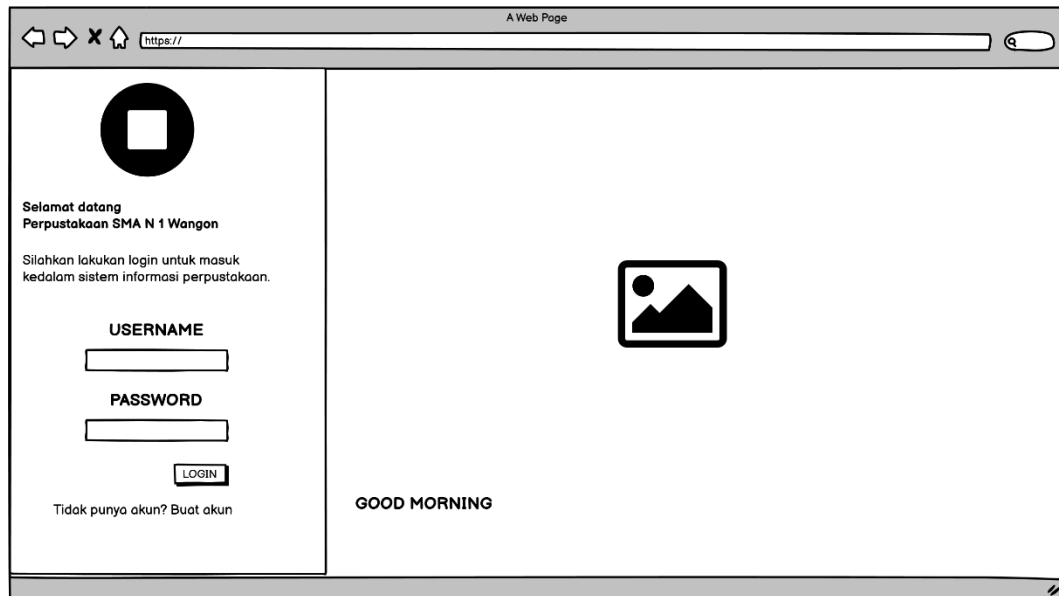 A Web Page
https://
Selamat datang
Perpustakaan SMA N 1 Wangon
Silahkan lakukan login untuk masuk
kedalam sistem informasi perpustakaan.
USERNAME
PASSWORD
LOGIN
Tidak punya akun? Buat akun
GOOD MORNING